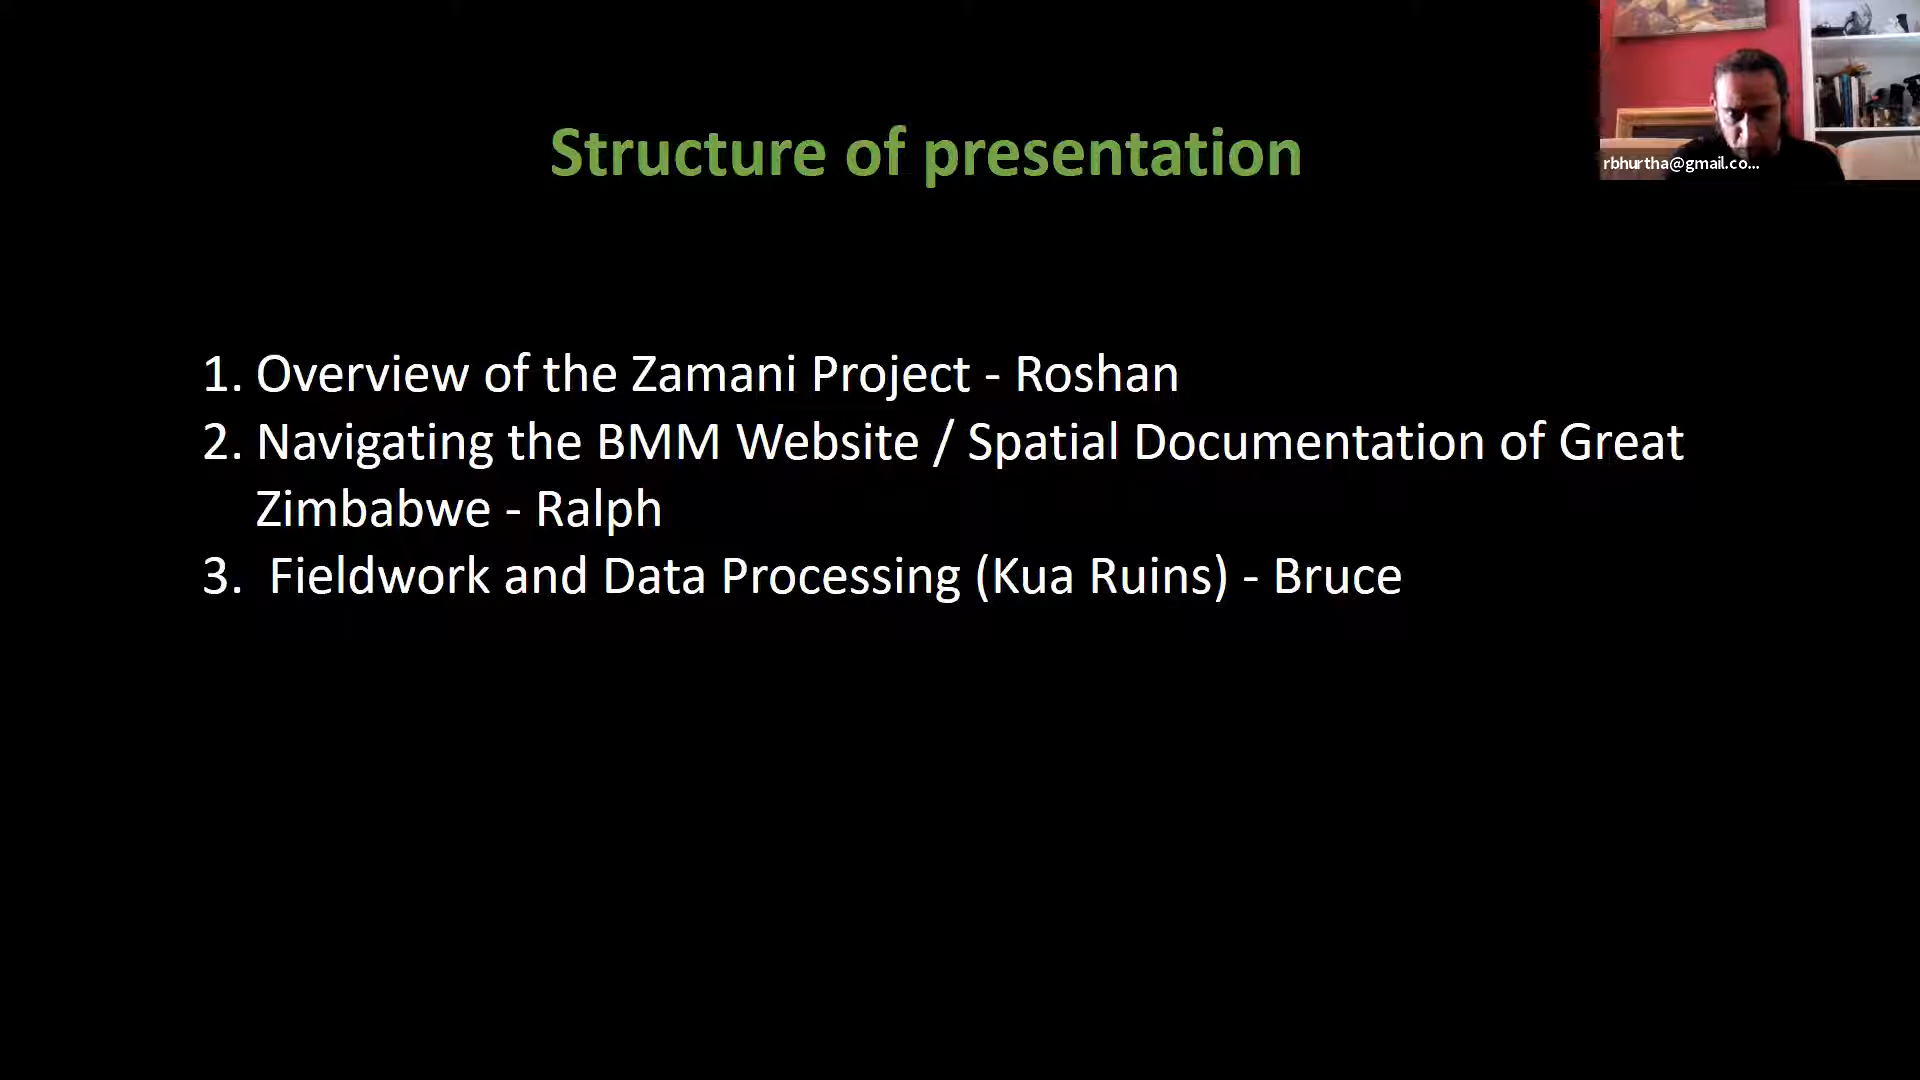 Structure of presentation
rbhurtha@gmail.co...
1. Overview of the Zamani Project - Roshan
2. Navigating the BMM Website / Spatial Documentation of Great
Zimbabwe - Ralph
3. Fieldwork and Data Processing (Kua Ruins) - Bruce